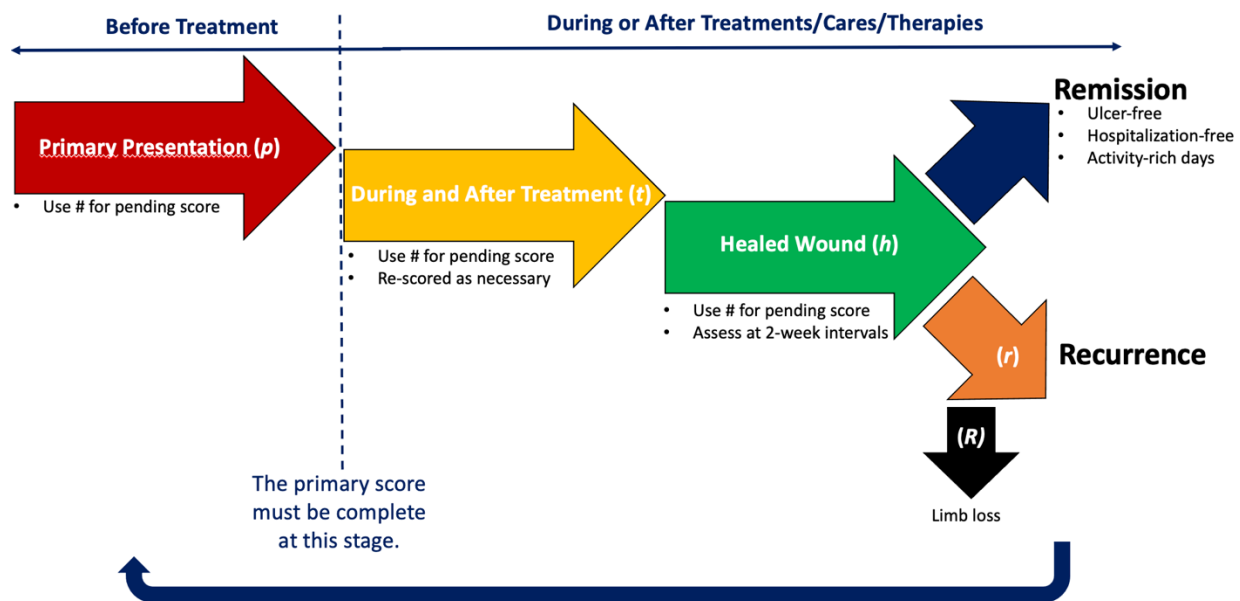 Before Treatment
During or After Treatments/Cares/Therapies
Primary Presentation (p)
• Use # for pending score
During and After Treatment (t)
• Use # for pending score
• Re-scored as necessary
Healed Wound (h)
• Use # for pending score
• Assess at 2-week intervals
Remission
• Ulcer-free
• Hospitalization-free
• Activity-rich days
(r)
Recurrence
(R)
Limb loss
The primary score
must be complete
at this stage.